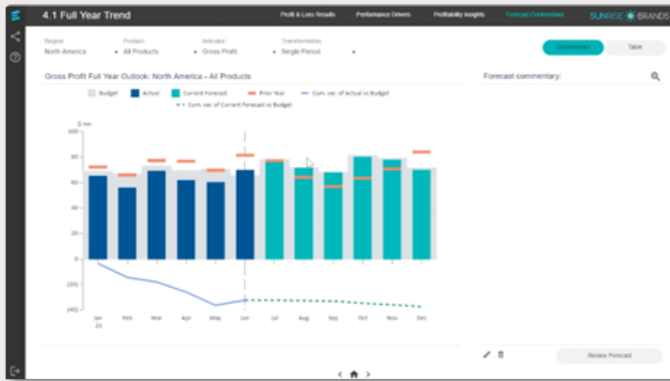 4.1 Full Year Trend
Profit & Loss Results
Performance Drivers
Profitability Insights
Forecast Commentary
SUNRISE BRANDS
Region
North America
Product
All Products
Indicator
Gross Profit
Transformation
Single Period
Commentary
Table
Gross Profit Full Year Outlook: North America - All Products
Forecast commentary:
Budget
Actual
Current Forecast
Prior Year
Cum. var. of Actual vs Budget
Cum. var. of Current Forecast vs Budget
$ mn
100
80
60
40
20
0
(20)
(40)
Jan Feb Mar Apr May Jun Jul Aug Sep Oct Nov Dec
21
Review Forecast